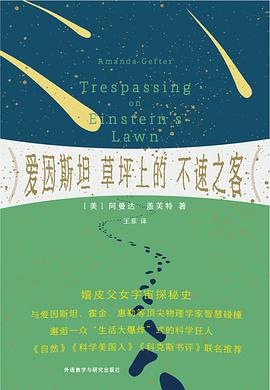 Amanda Gefter
Trespassing
on
Einstein's
Lawn
爱因斯坦 草坪上的 不速之客
［美］阿曼达·盖芙特 著
王菲 译
嬉皮父女宇宙探秘史
与爱因斯坦、霍金、惠勒等顶尖物理学家智慧碰撞
邂逅一众“生活大爆炸”式的科学狂人
《自然》《科学美国人》《科克斯书评》联名推荐
外语教学与研究出版社